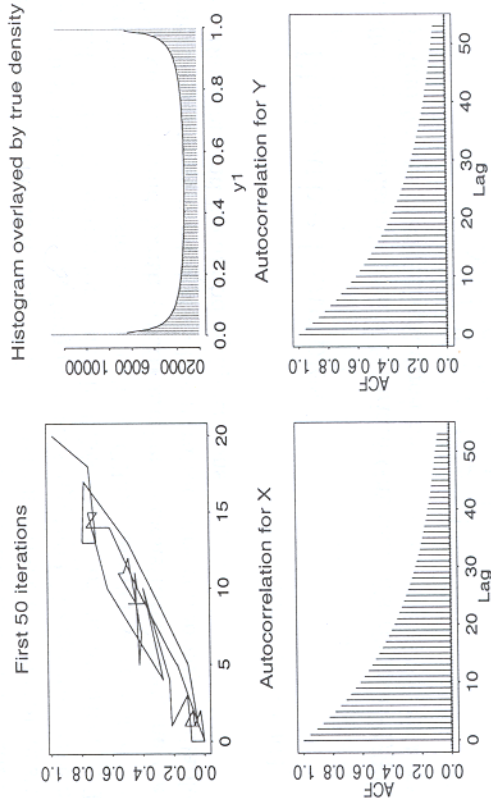 First 50 iterations
0.0 0.2 0.4 0.6 0.8 1.0
0 5 10 15 20
Histogram overlayed by true density
02000 6000 10000
0.0 0.2 0.4 0.6 0.8 1.0
y1
Autocorrelation for X
ACF
0.0 0.2 0.4 0.6 0.8 1.0
0 10 20 30 40 50
Lag
Autocorrelation for Y
ACF
0.0 0.2 0.4 0.6 0.8 1.0
0 10 20 30 40 50
Lag